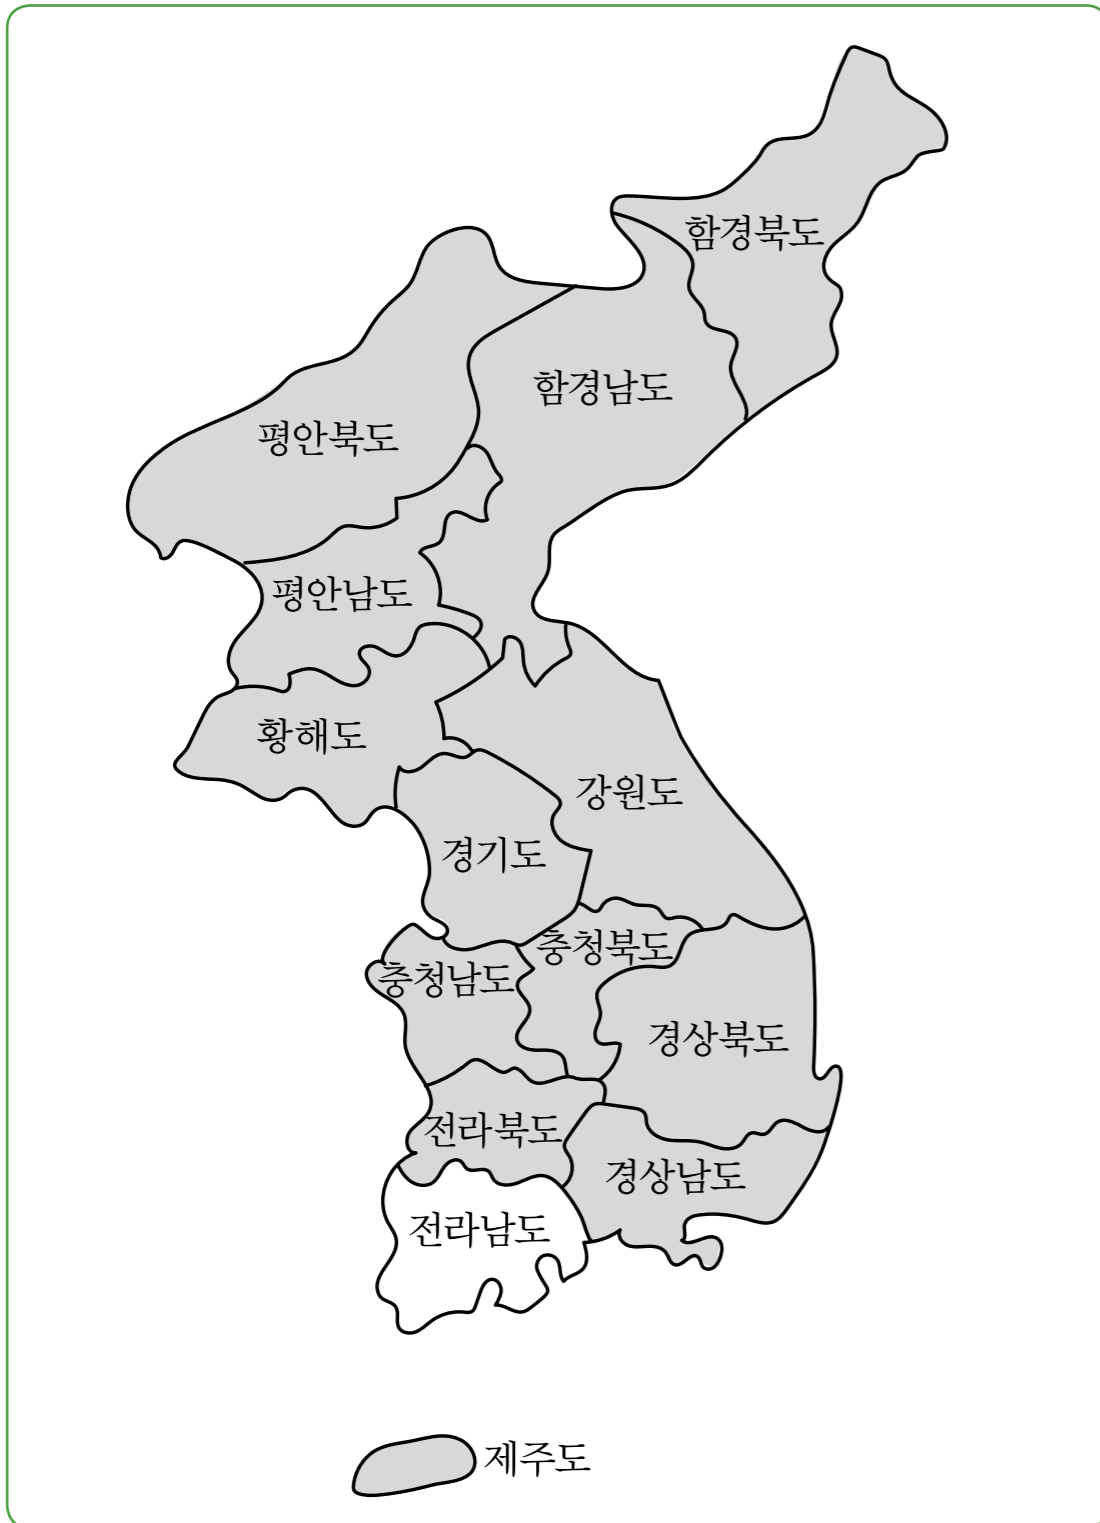 함경북도
함경남도
평안북도
평안남도
황해도
강원도
경기도
충청북도
충청남도
경상북도
전라북도
경상남도
전라남도
제주도